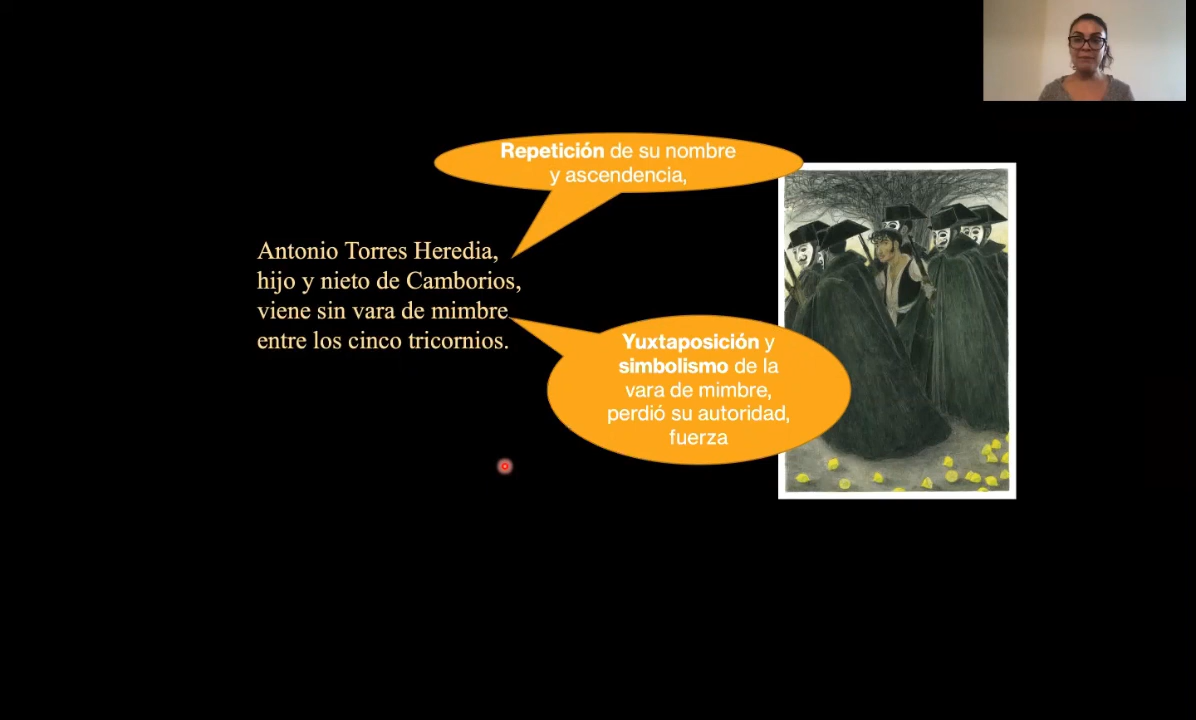 Repetición de su nombre
y ascendencia,
Antonio Torres Heredia,
hijo y nieto de Camborios,
viene sin vara de mimbre
entre los cinco tricornios.
Yuxtaposición y
simbolismo de la
vara de mimbre,
perdió su autoridad,
fuerza